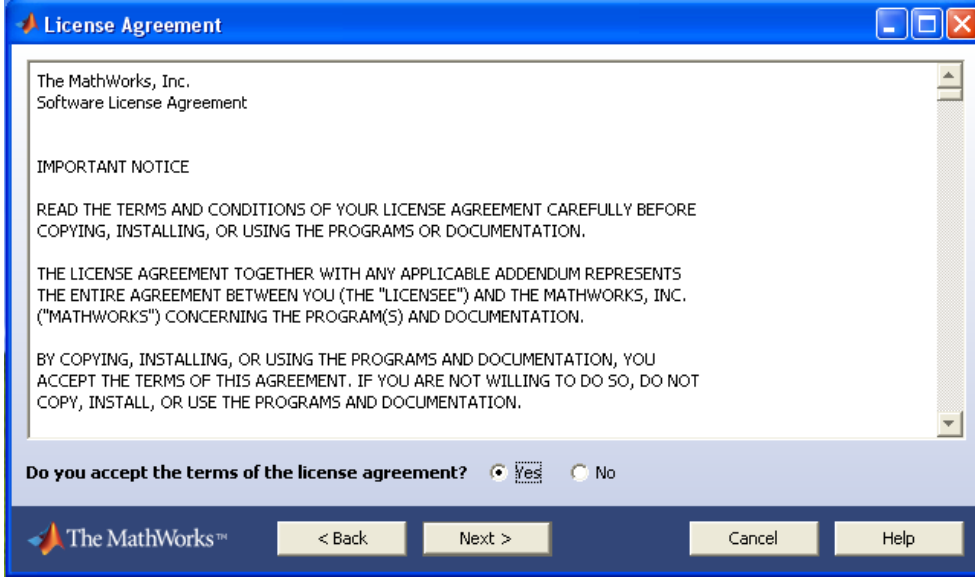 License Agreement
The MathWorks, Inc.
Software License Agreement
IMPORTANT NOTICE
READ THE TERMS AND CONDITIONS OF YOUR LICENSE AGREEMENT CAREFULLY BEFORE
COPYING, INSTALLING, OR USING THE PROGRAMS OR DOCUMENTATION.
THE LICENSE AGREEMENT TOGETHER WITH ANY APPLICABLE ADDENDUM REPRESENTS
THE ENTIRE AGREEMENT BETWEEN YOU (THE "LICENSEE") AND THE MATHWORKS, INC.
("MATHWORKS") CONCERNING THE PROGRAM(S) AND DOCUMENTATION.
BY COPYING, INSTALLING, OR USING THE PROGRAMS AND DOCUMENTATION, YOU
ACCEPT THE TERMS OF THIS AGREEMENT. IF YOU ARE NOT WILLING TO DO SO, DO NOT
COPY, INSTALL, OR USE THE PROGRAMS AND DOCUMENTATION.
Do you accept the terms of the license agreement? Yes No
The MathWorks™ < Back Next > Cancel Help